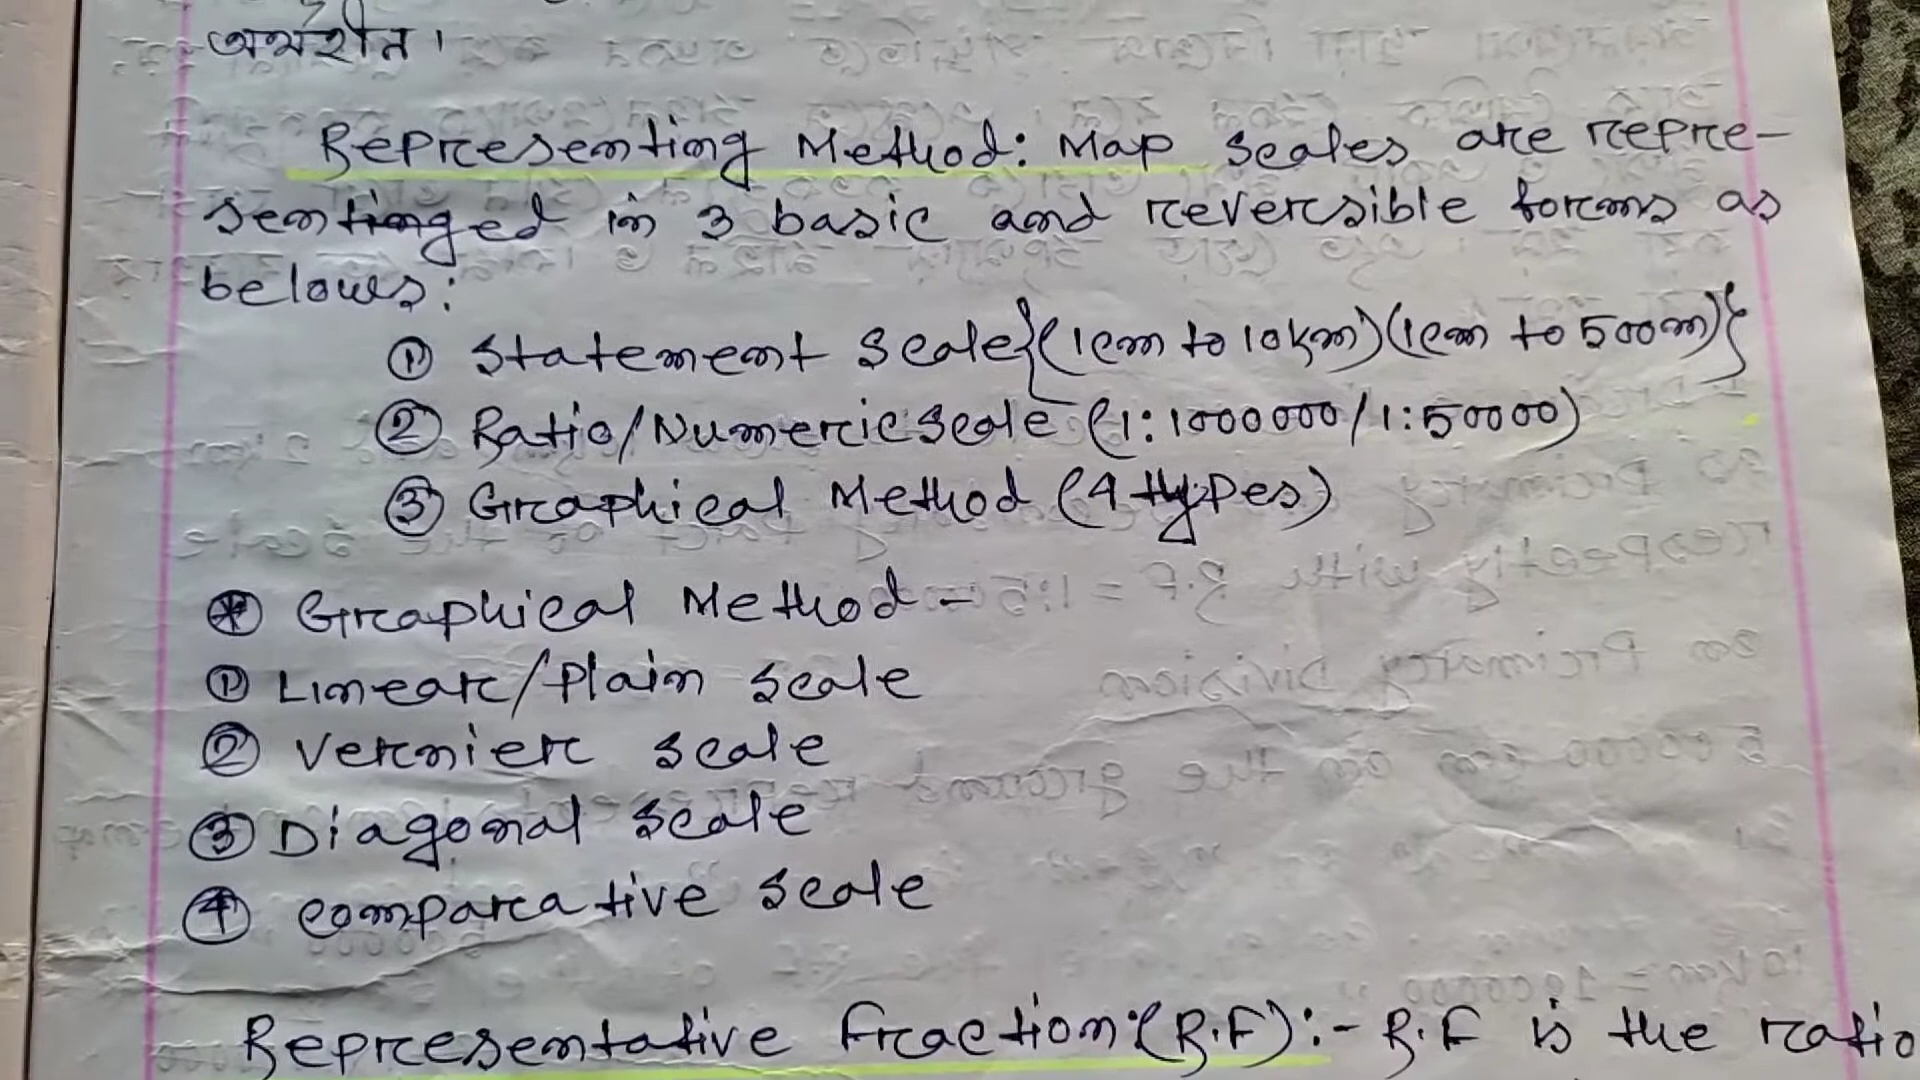 অর্থহীন।
Representing Method: Map scales are repre-
sentinged in 3 basic and reversible forms as
belows:
① Statement Scale{(1cm to 10km)(1cm to 500m)}
② Ratio/Numeric scale (1:1000000/1:50000)
③ Graphical Method (4 types)
⊛ Graphical Method -
① Linear/Plain scale
② Vernier scale
③ Diagonal scale
④ comparative scale
Representative Fraction:(R.F):- R.F is the ratio